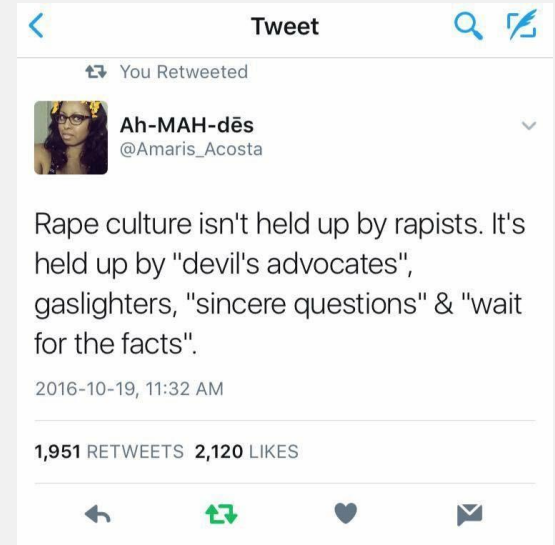 Tweet
You Retweeted
Ah-MAH-dēs
@Amaris_Acosta
Rape culture isn't held up by rapists. It's
held up by "devil's advocates",
gaslighters, "sincere questions" & "wait
for the facts".
2016-10-19, 11:32 AM
1,951 RETWEETS 2,120 LIKES